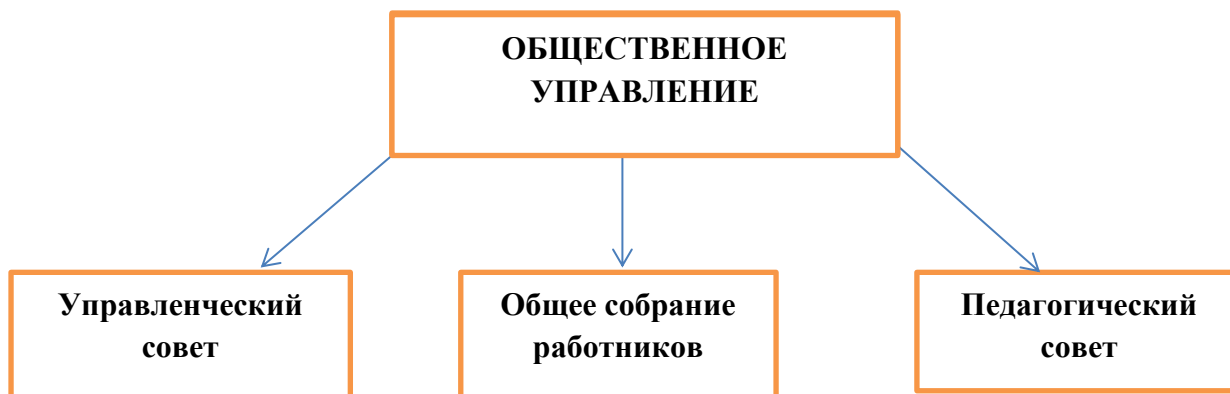 ОБЩЕСТВЕННОЕ
УПРАВЛЕНИЕ
Управленческий
совет
Общее собрание
работников
Педагогический
совет